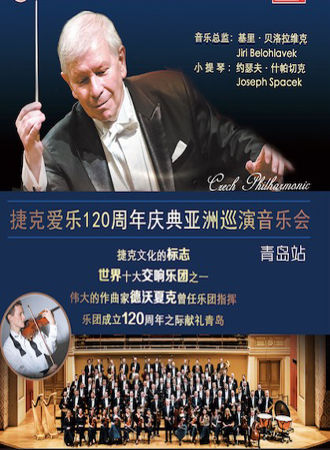 音乐总监：基里·贝洛拉维克
Jiri Belohlavek
小提琴：约瑟夫·什帕切克
Joseph Spacek
Czech Philharmonic
捷克爱乐120周年庆典亚洲巡演音乐会
青岛站
捷克文化的标志
世界十大交响乐团之一
伟大的作曲家德沃夏克曾任乐团指挥
乐团成立120周年之际献礼青岛